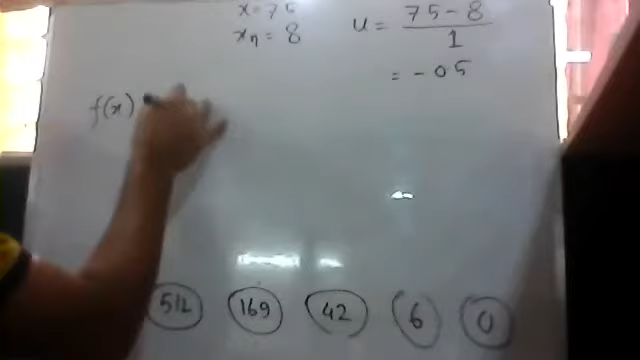 x = 75
xn = 8
u = 75 - 8 / 1
= - 05
f(x)
512 169 42 6 0